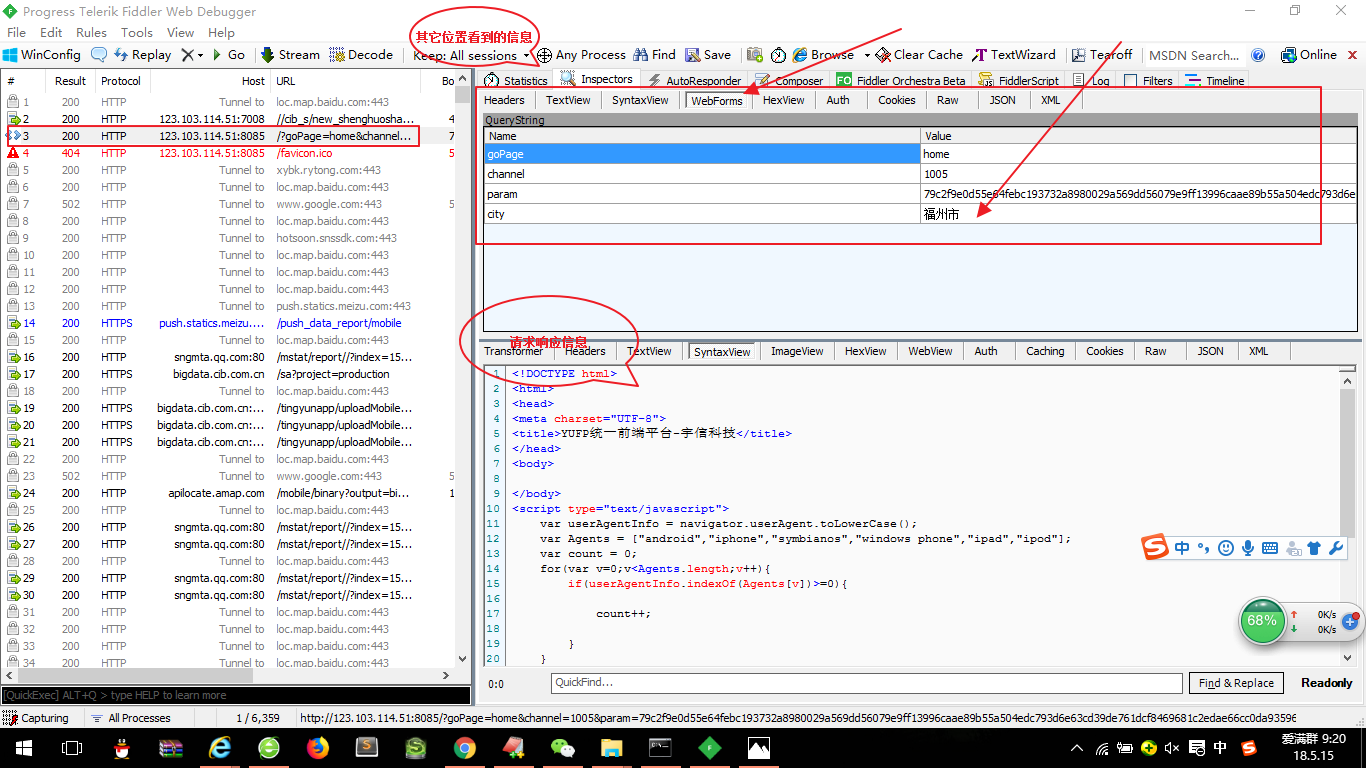 Progress Telerik Fiddler Web Debugger
File Edit Rules Tools View Help
其它位置看到的信息
WinConfig Replay Go Stream Decode Keep: All sessions Any Process Find Save Browse Clear Cache TextWizard Tearoff MSDN Search... Online
# Result Protocol Host URL Bo
Statistics Inspectors AutoResponder Composer FO Fiddler Orchestra Beta FiddlerScript Log Filters Timeline
Headers TextView SyntaxView WebForms HexView Auth Cookies Raw JSON XML
QueryString
Name Value
goPage home
channel 1005
param 79c2f9e0d55e64febc193732a8980029a569dd56079e9ff13996caae89b55a504edc793d6e
city 福州市
1 200 HTTP Tunnel to loc.map.baidu.com:443
2 200 HTTP 123.103.114.51:7008 //cib_s/new_shenghuosha... 4
3 200 HTTP 123.103.114.51:8085 /?goPage=home&channel... 7
4 404 HTTP 123.103.114.51:8085 /favicon.ico 5
5 200 HTTP Tunnel to xybk.rytong.com:443
6 200 HTTP Tunnel to loc.map.baidu.com:443
7 502 HTTP Tunnel to www.google.com:443 5
8 200 HTTP Tunnel to loc.map.baidu.com:443
9 200 HTTP Tunnel to hotsoon.snssdk.com:443
10 200 HTTP Tunnel to loc.map.baidu.com:443
11 200 HTTP Tunnel to loc.map.baidu.com:443
12 200 HTTP Tunnel to loc.map.baidu.com:443
13 200 HTTP Tunnel to push.statics.meizu.com:443
14 200 HTTPS push.statics.meizu.... /push_data_report/mobile
15 200 HTTP Tunnel to loc.map.baidu.com:443
16 200 HTTP sngmta.qq.com:80 /mstat/report//?index=15...
17 200 HTTP bigdata.cib.com.cn /sa?project=production
18 200 HTTP Tunnel to loc.map.baidu.com:443
19 200 HTTPS bigdata.cib.com.cn:... /tingyunapp/uploadMobile...
20 200 HTTPS bigdata.cib.com.cn:... /tingyunapp/uploadMobile...
21 200 HTTPS bigdata.cib.com.cn:... /tingyunapp/uploadMobile...
22 200 HTTP Tunnel to loc.map.baidu.com:443
23 502 HTTP Tunnel to www.google.com:443 5
24 200 HTTP apilocate.amap.com /mobile/binary?output=bi... 1
25 200 HTTP Tunnel to loc.map.baidu.com:443
26 200 HTTP sngmta.qq.com:80 /mstat/report//?index=15...
27 200 HTTP sngmta.qq.com:80 /mstat/report//?index=15...
28 200 HTTP Tunnel to loc.map.baidu.com:443
29 200 HTTP sngmta.qq.com:80 /mstat/report//?index=15...
30 200 HTTP sngmta.qq.com:80 /mstat/report//?index=15...
31 200 HTTP Tunnel to loc.map.baidu.com:443
32 200 HTTP Tunnel to loc.map.baidu.com:443
33 200 HTTP Tunnel to loc.map.baidu.com:443
34 200 HTTP Tunnel to loc.map.baidu.com:443
请求响应信息
Transformer Headers TextView SyntaxView ImageView HexView WebView Auth Caching Cookies Raw JSON XML
1 <!DOCTYPE html>
2 <html>
3 <head>
4 <meta charset="UTF-8">
5 <title>YUFP统一前端平台-宇信科技</title>
6 </head>
7 <body>
8
9 </body>
10 <script type="text/javascript">
11 var userAgentInfo = navigator.userAgent.toLowerCase();
12 var Agents = ["android","iphone","symbianos","windows phone","ipad","ipod"];
13 var count = 0;
14 for(var v=0;v<Agents.length;v++){
15 if(userAgentInfo.indexOf(Agents[v])>=0){
16
17 count++;
18
19 }
20 }
中
68% 0K/s
0K/s
0:0 QuickFind... Find & Replace Readonly
[QuickExec] ALT+Q > type HELP to learn more
Capturing All Processes 1 / 6,359 http://123.103.114.51:8085/?goPage=home&channel=1005&param=79c2f9e0d55e64febc193732a8980029a569dd56079e9ff13996caae89b55a504edc793d6e63cd39de761dcf8469681c2edae66cc0da93596
中 爱满群 9:20
18.5.15